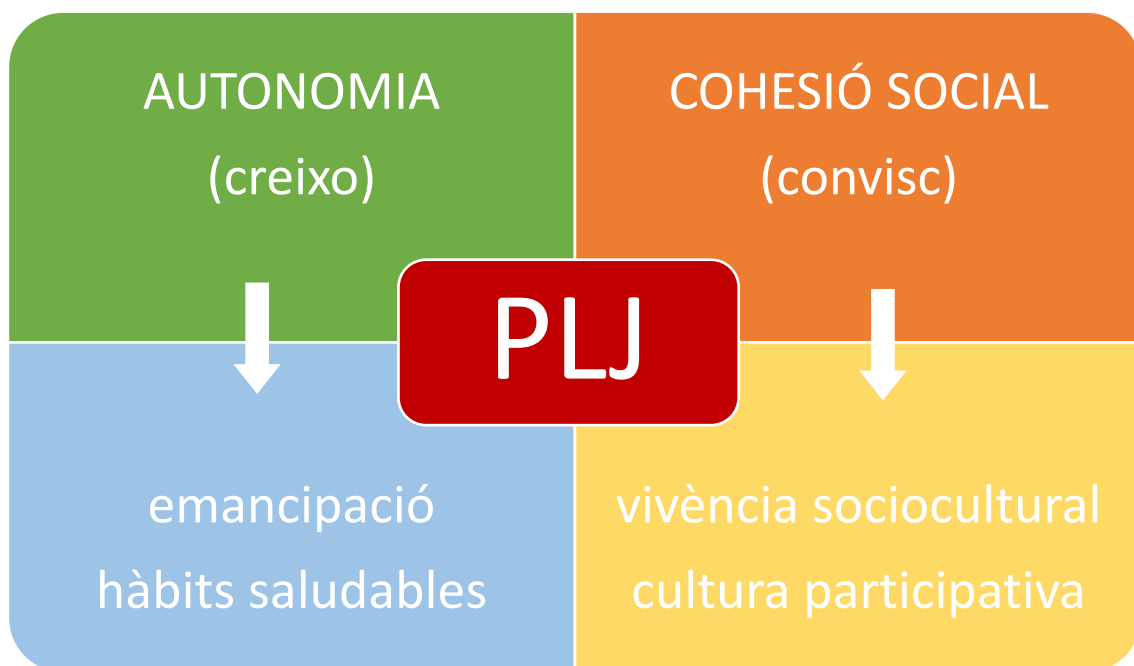 AUTONOMIA
(creixo)
COHESIÓ SOCIAL
(convisc)
PLJ
emancipació
hàbits saludables
vivència sociocultural
cultura participativa